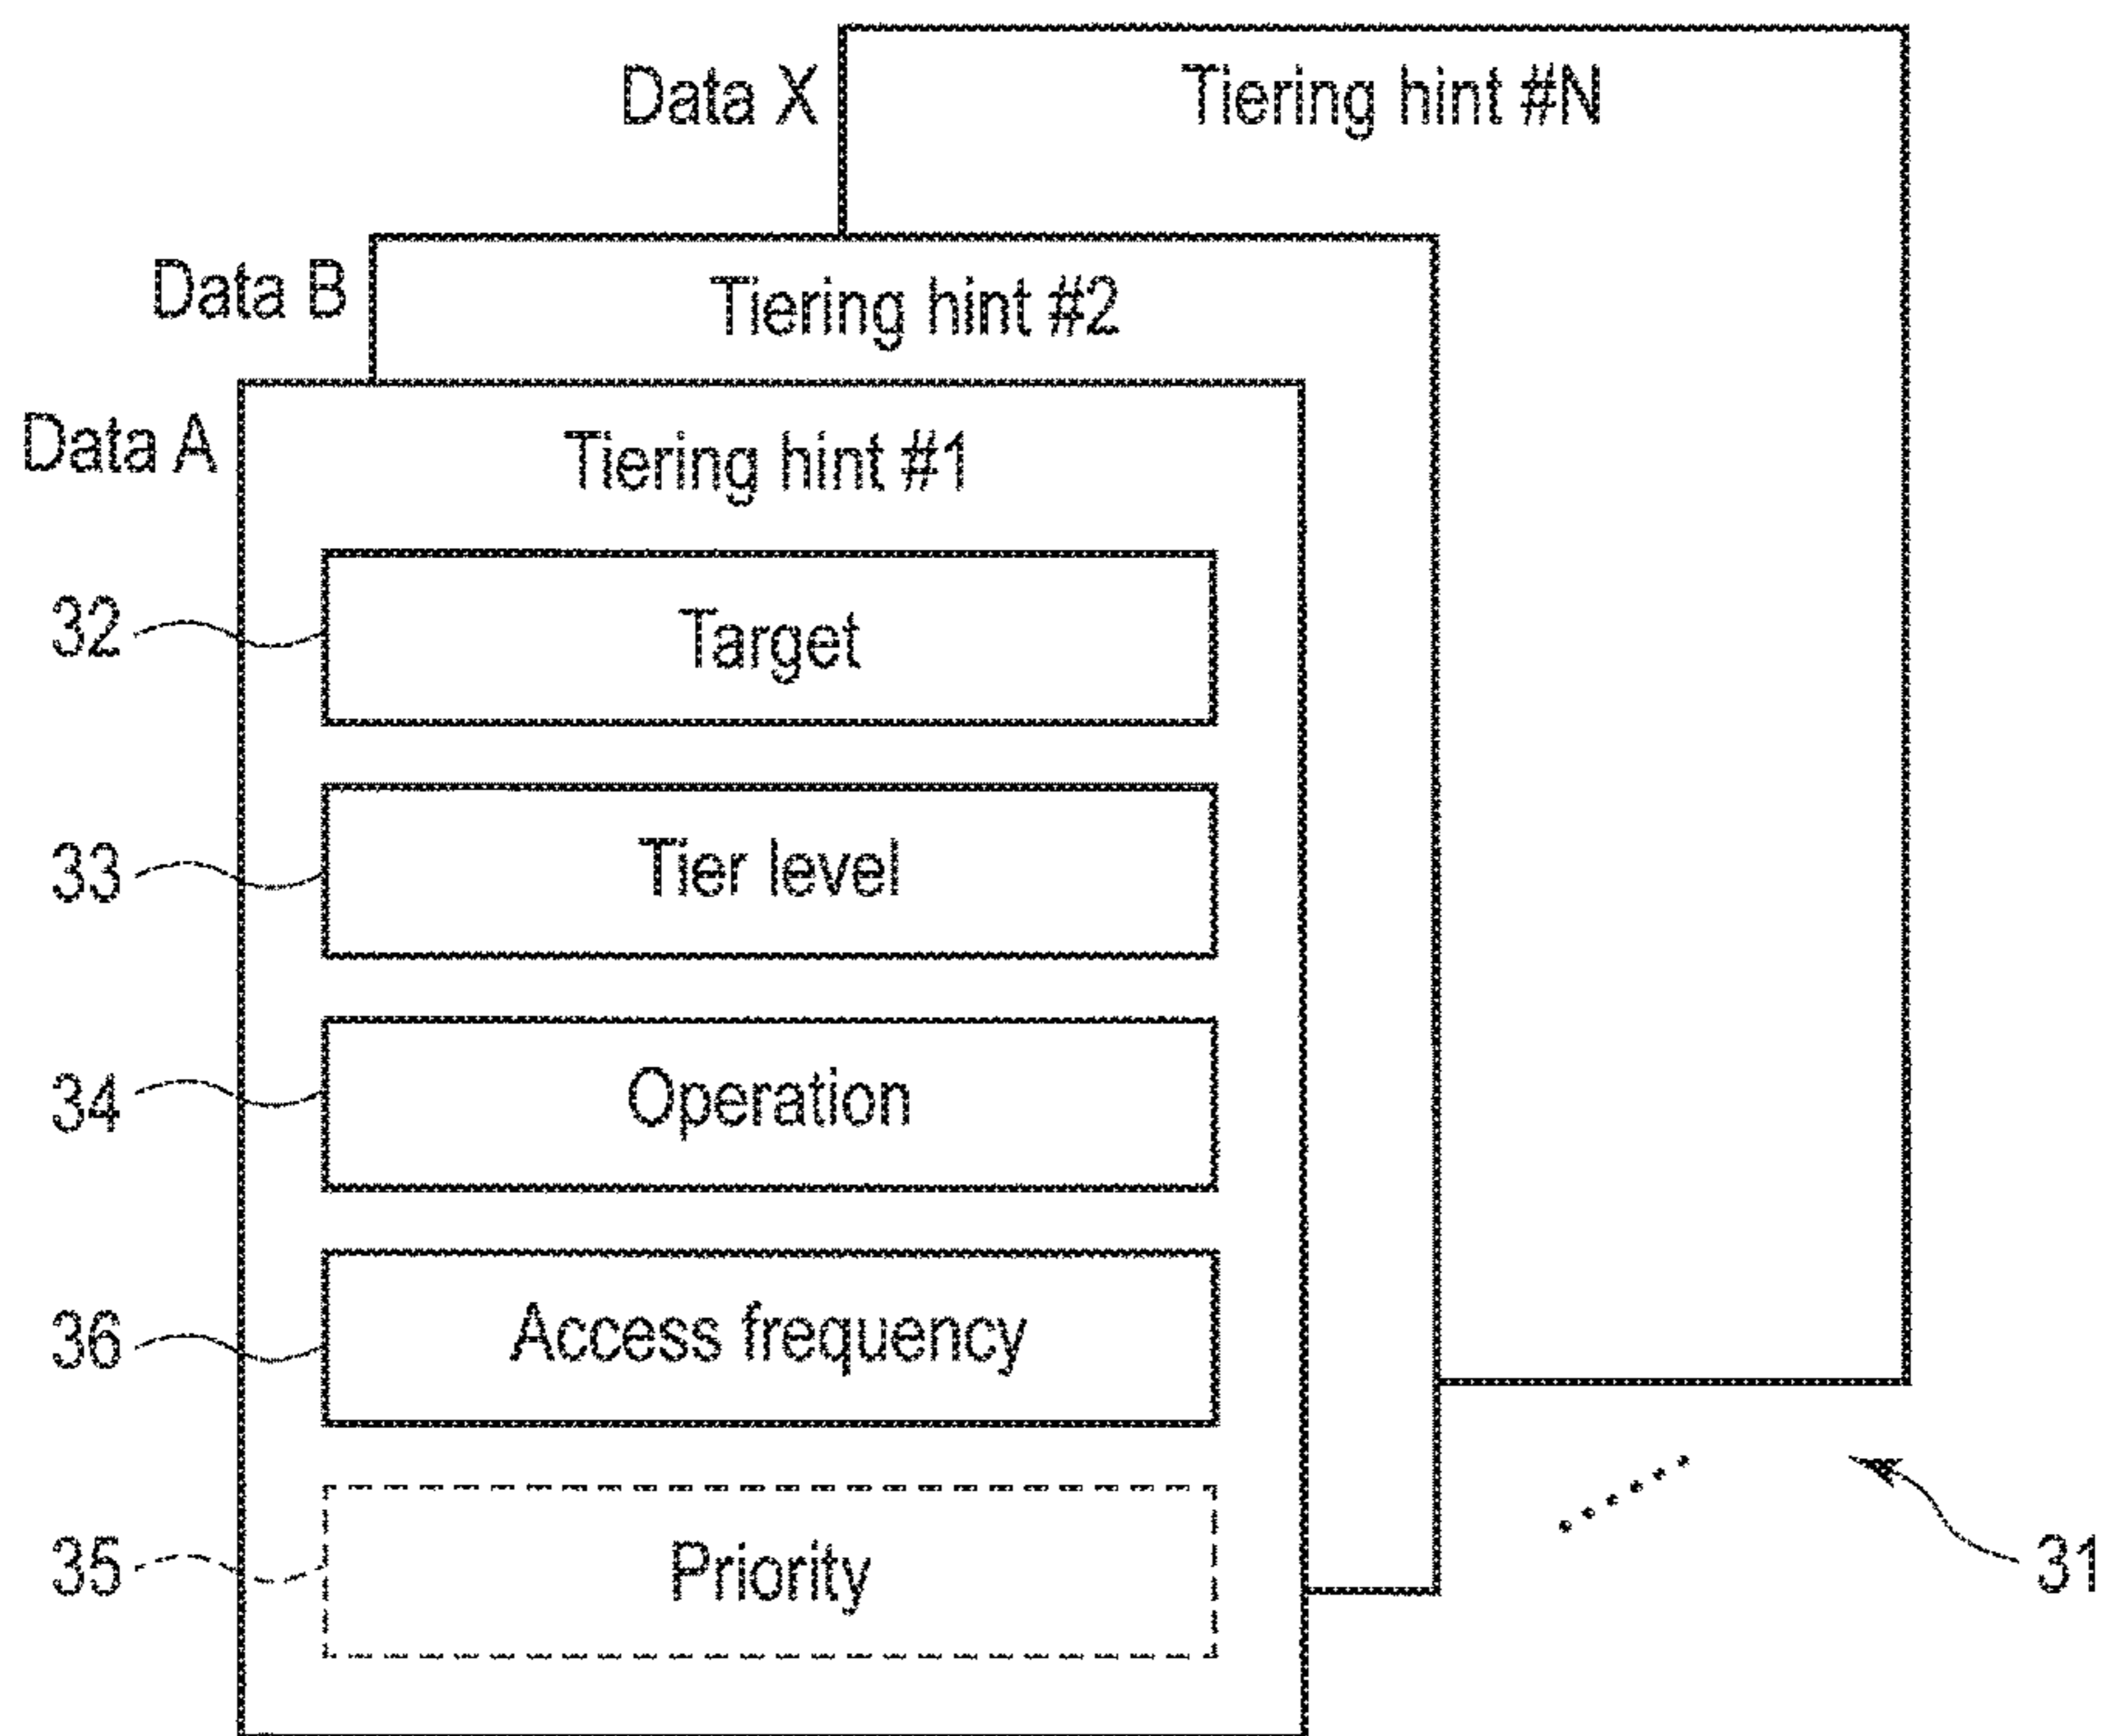 Data X Tiering hint #N
Data B Tiering hint #2
Data A Tiering hint #1
32 Target
33 Tier level
34 Operation
36 Access frequency
35 Priority
31